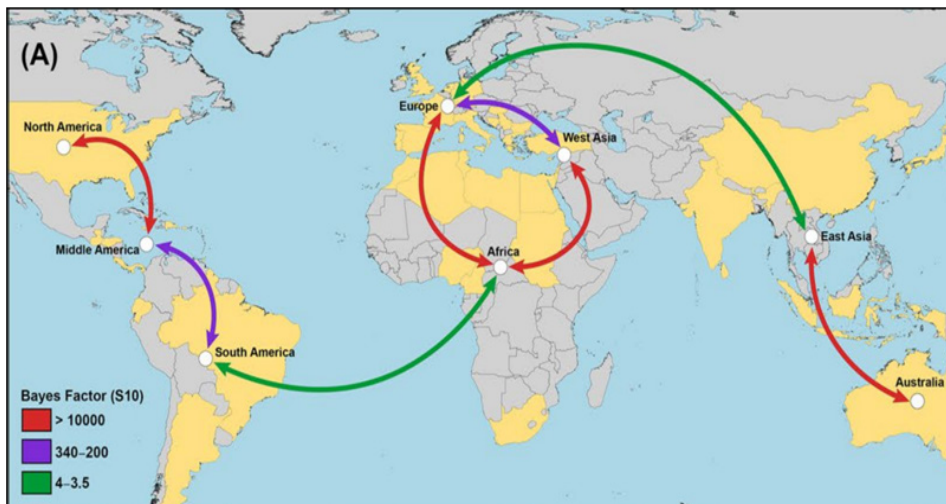 (A)
Europe
North America
West Asia
East Asia
Middle America
Africa
South America
Australia
Bayes Factor (S10)
> 10000
340–200
4–3.5